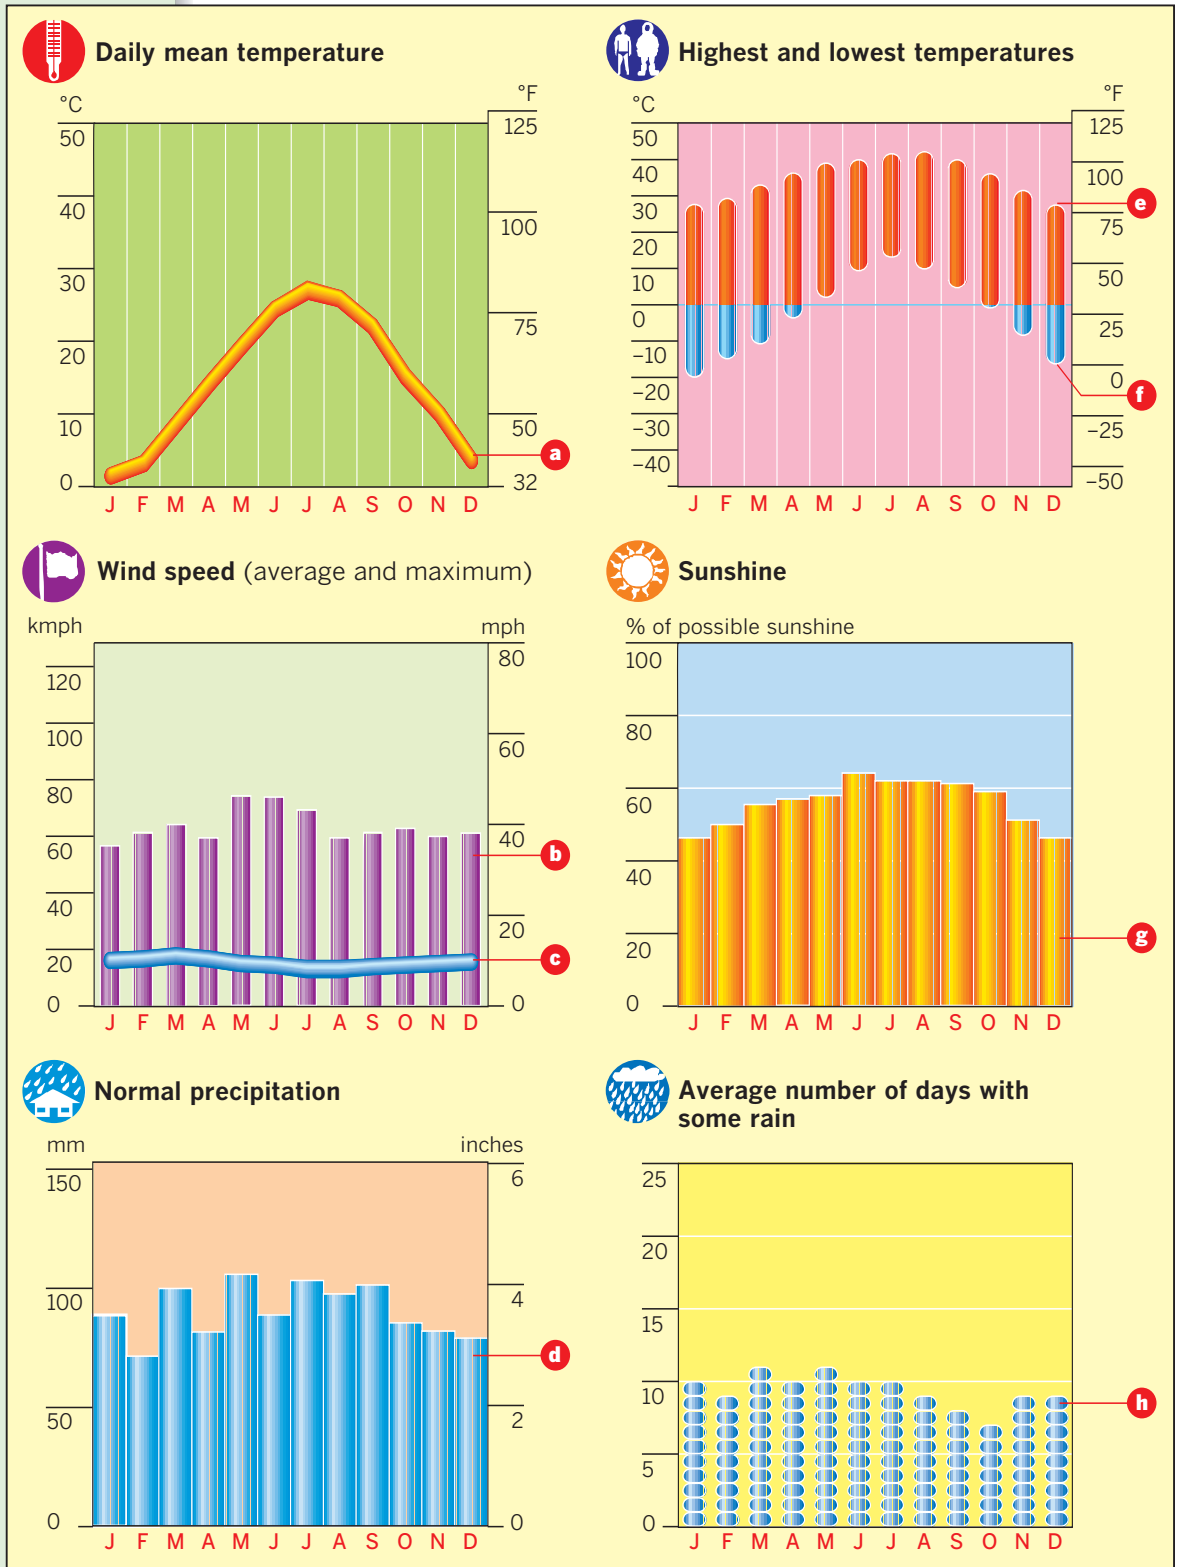 Daily mean temperature
°C
°F
50
40
30
20
10
0
125
100
75
50
32
a
J F M A M J J A S O N D
Highest and lowest temperatures
°C
°F
50
40
30
20
10
0
–10
–20
–30
–40
125
100
75
50
25
0
–25
–50
e
f
J F M A M J J A S O N D
Wind speed (average and maximum)
kmph
mph
120
100
80
60
40
20
0
80
60
40
20
0
b
c
J F M A M J J A S O N D
Sunshine
% of possible sunshine
100
80
60
40
20
0
g
J F M A M J J A S O N D
Normal precipitation
mm
inches
150
100
50
0
6
4
2
0
d
J F M A M J J A S O N D
Average number of days with
some rain
25
20
15
10
5
0
h
J F M A M J J A S O N D